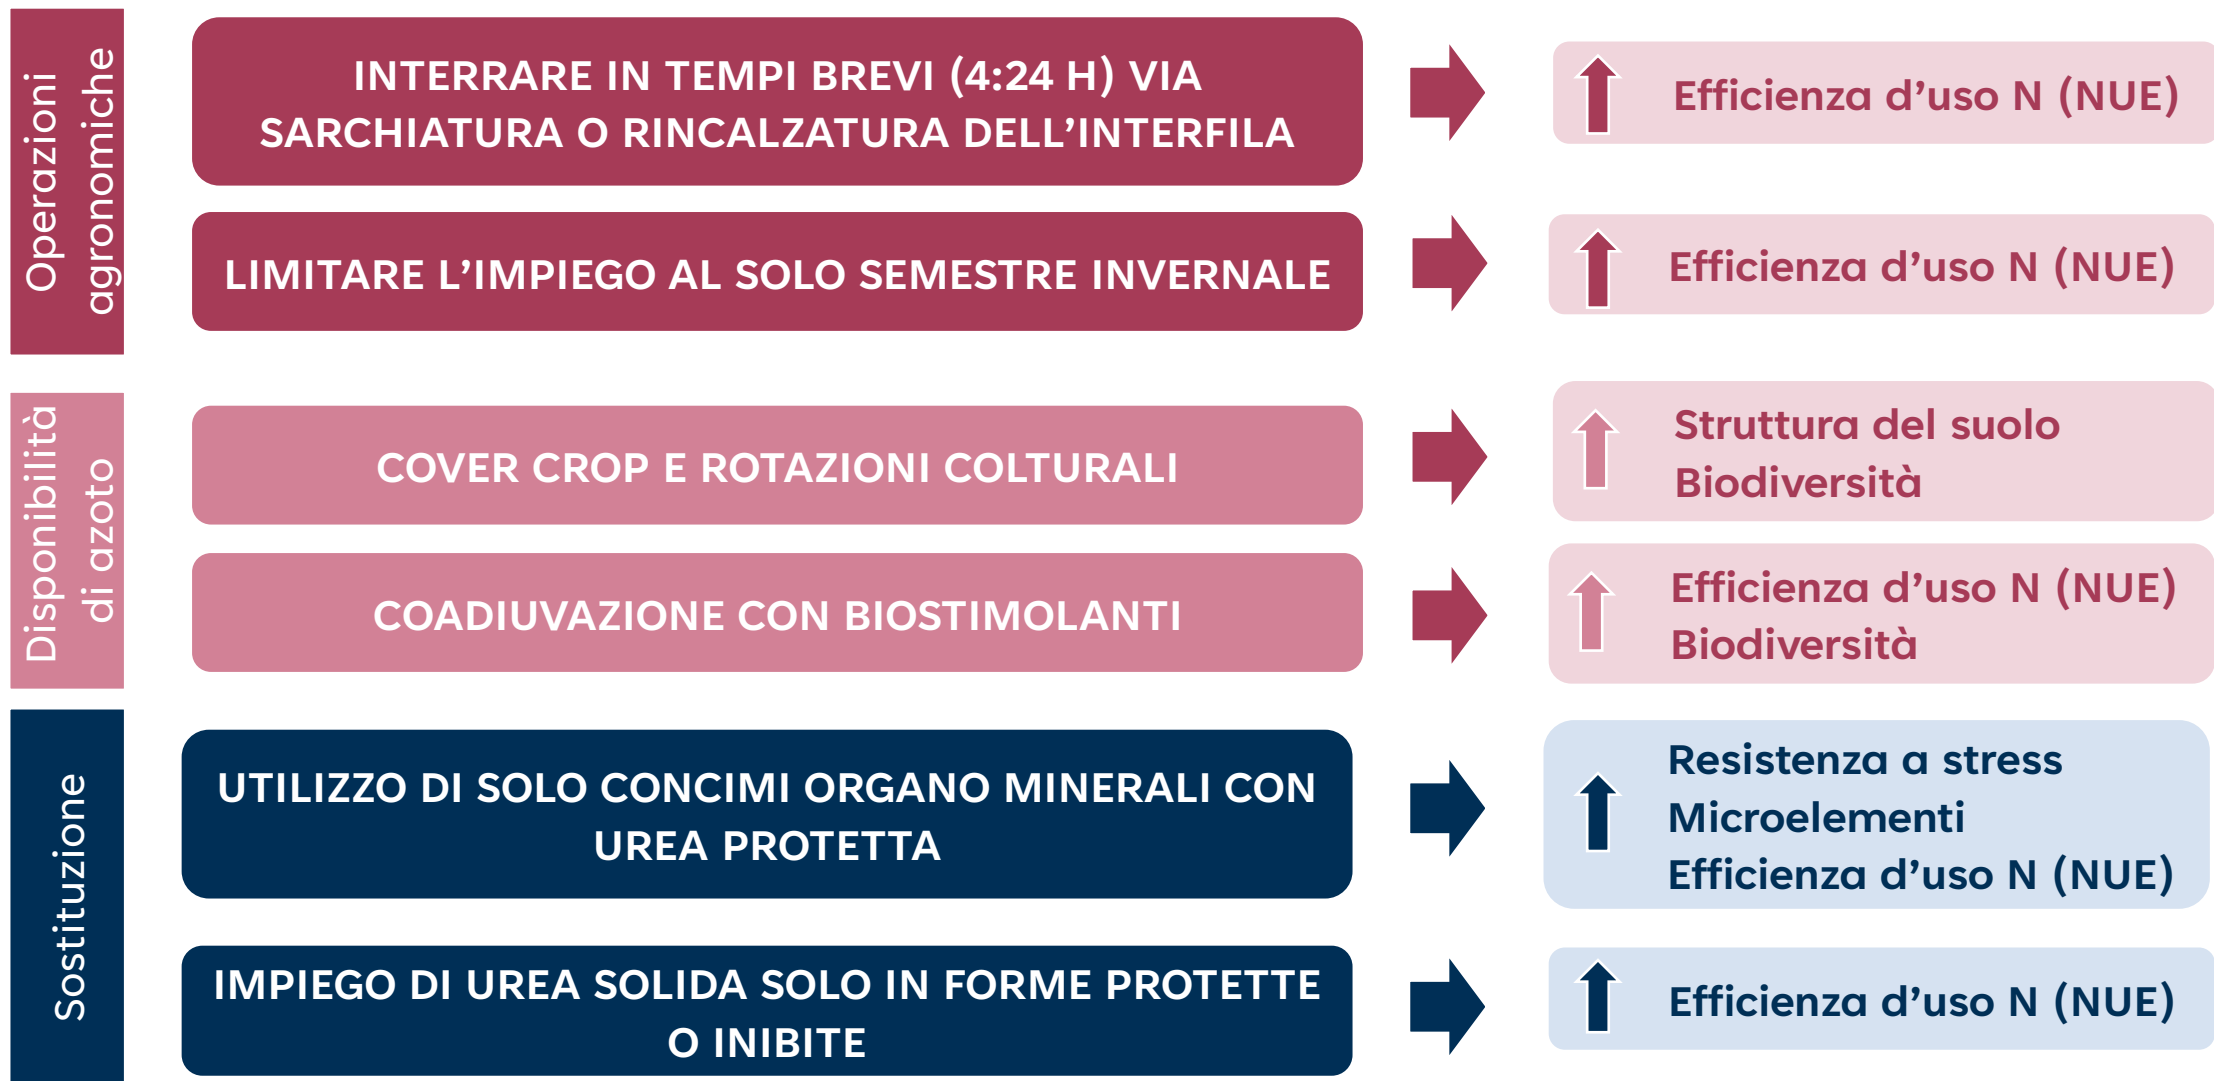 Operazioni
agronomiche
INTERRARE IN TEMPI BREVI (4:24 H) VIA
SARCHIATURA O RINCALZATURA DELL’INTERFILA
Efficienza d’uso N (NUE)
LIMITARE L’IMPIEGO AL SOLO SEMESTRE INVERNALE
Efficienza d’uso N (NUE)
Disponibilità
di azoto
COVER CROP E ROTAZIONI COLTURALI
Struttura del suolo
Biodiversità
COADIUVAZIONE CON BIOSTIMOLANTI
Efficienza d’uso N (NUE)
Biodiversità
Sostituzione
UTILIZZO DI SOLO CONCIMI ORGANO MINERALI CON
UREA PROTETTA
Resistenza a stress
Microelementi
Efficienza d’uso N (NUE)
IMPIEGO DI UREA SOLIDA SOLO IN FORME PROTETTE
O INIBITE
Efficienza d’uso N (NUE)